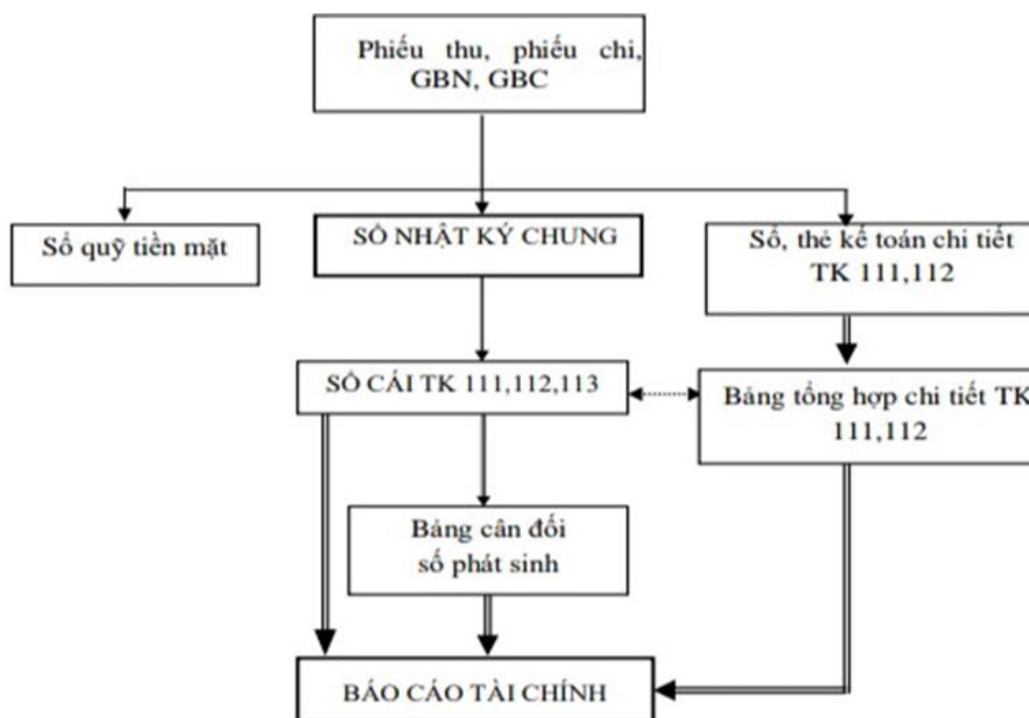 Phiếu thu, phiếu chi,
GBN, GBC
Sổ quỹ tiền mặt
SỔ NHẬT KÝ CHUNG
Sổ, thẻ kế toán chi tiết
TK 111,112
SỔ CÁI TK 111,112,113
Bảng tổng hợp chi tiết TK
111,112
Bảng cân đối
số phát sinh
BÁO CÁO TÀI CHÍNH